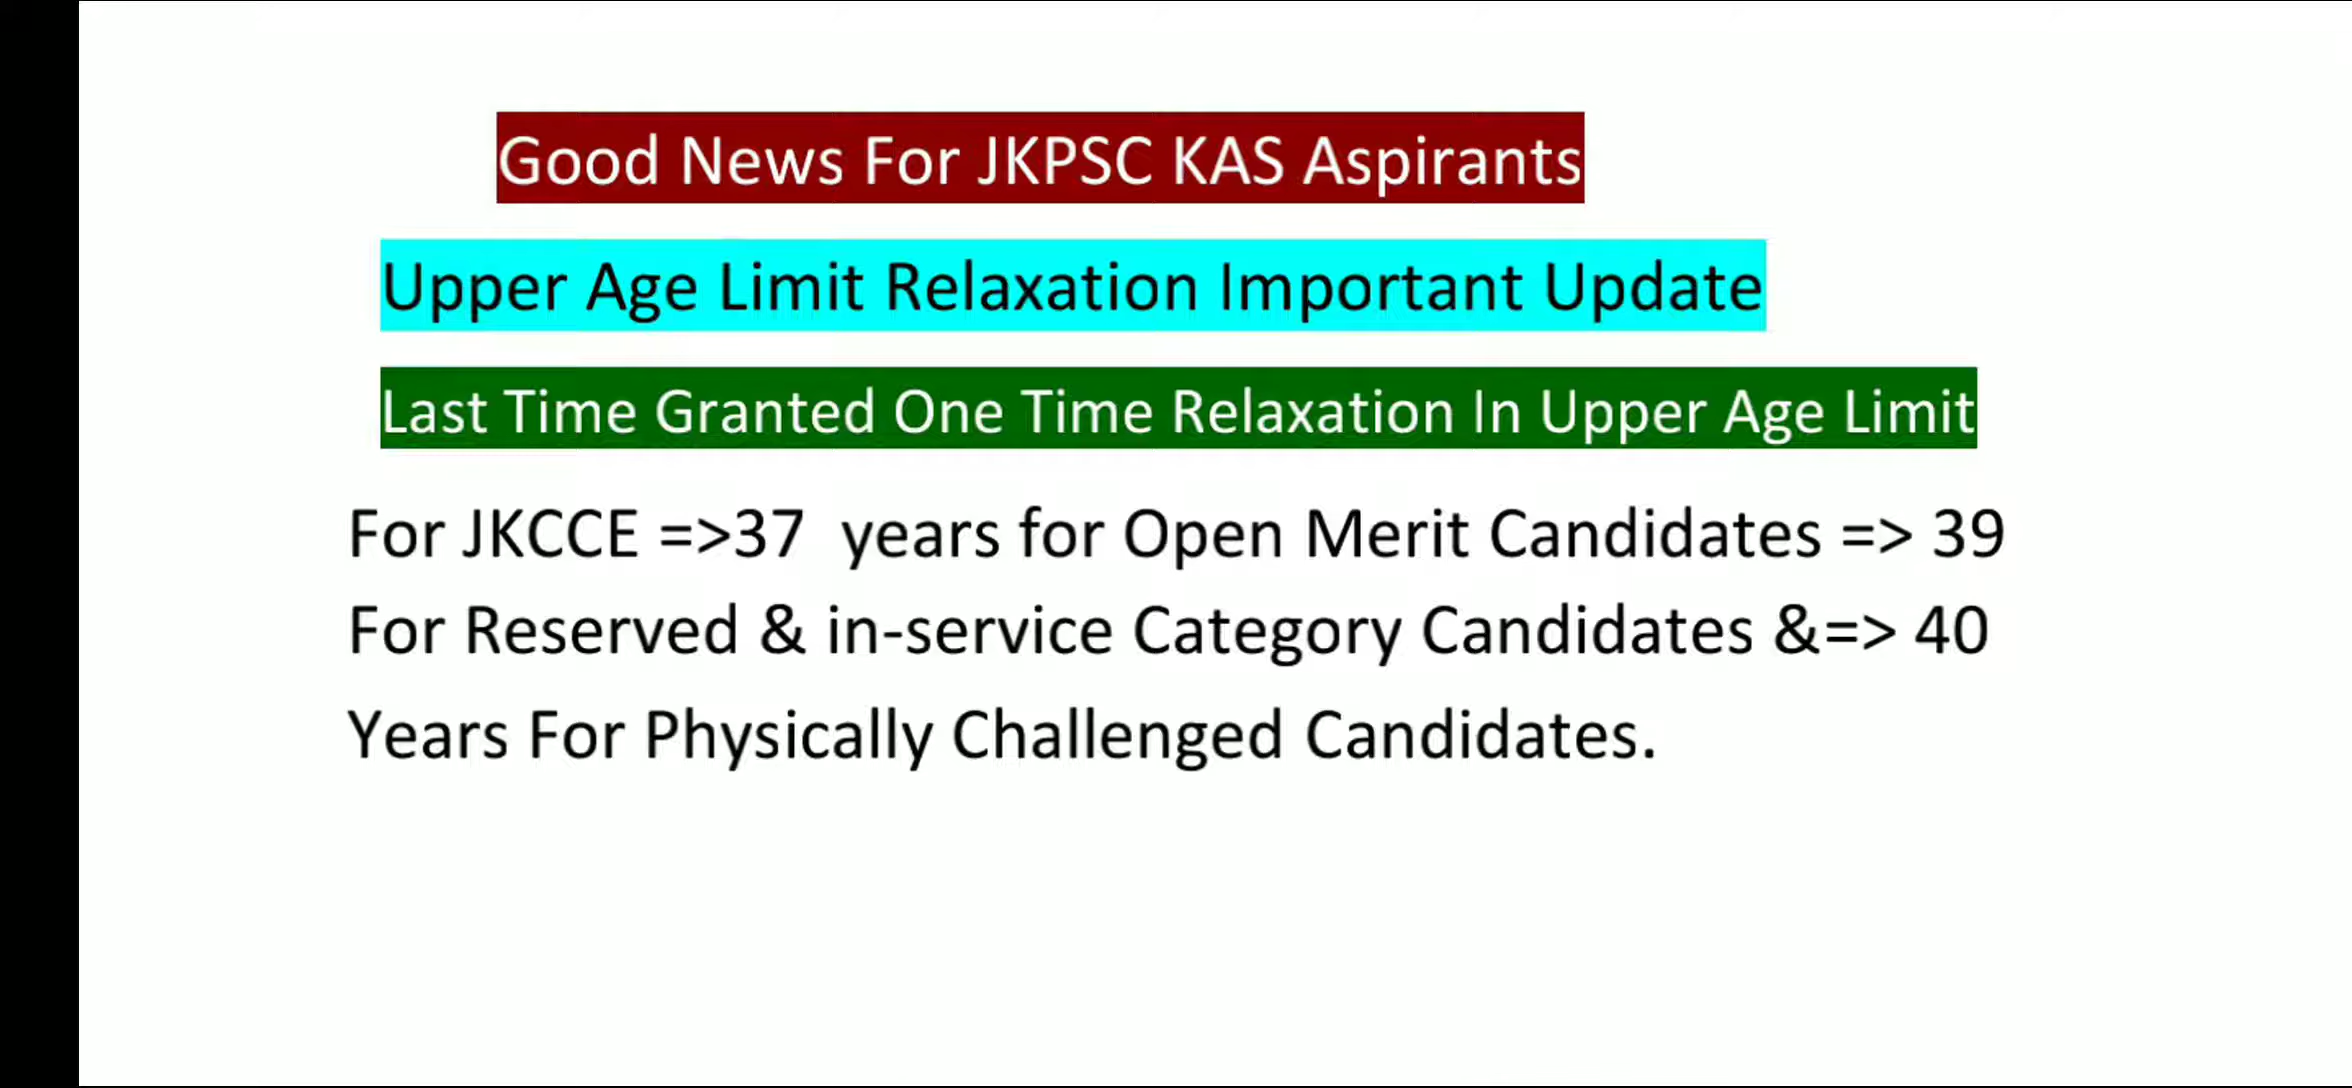 Good News For JKPSC KAS Aspirants
Upper Age Limit Relaxation Important Update
Last Time Granted One Time Relaxation In Upper Age Limit
For JKCCE =>37  years for Open Merit Candidates => 39
For Reserved & in-service Category Candidates &=> 40
Years For Physically Challenged Candidates.